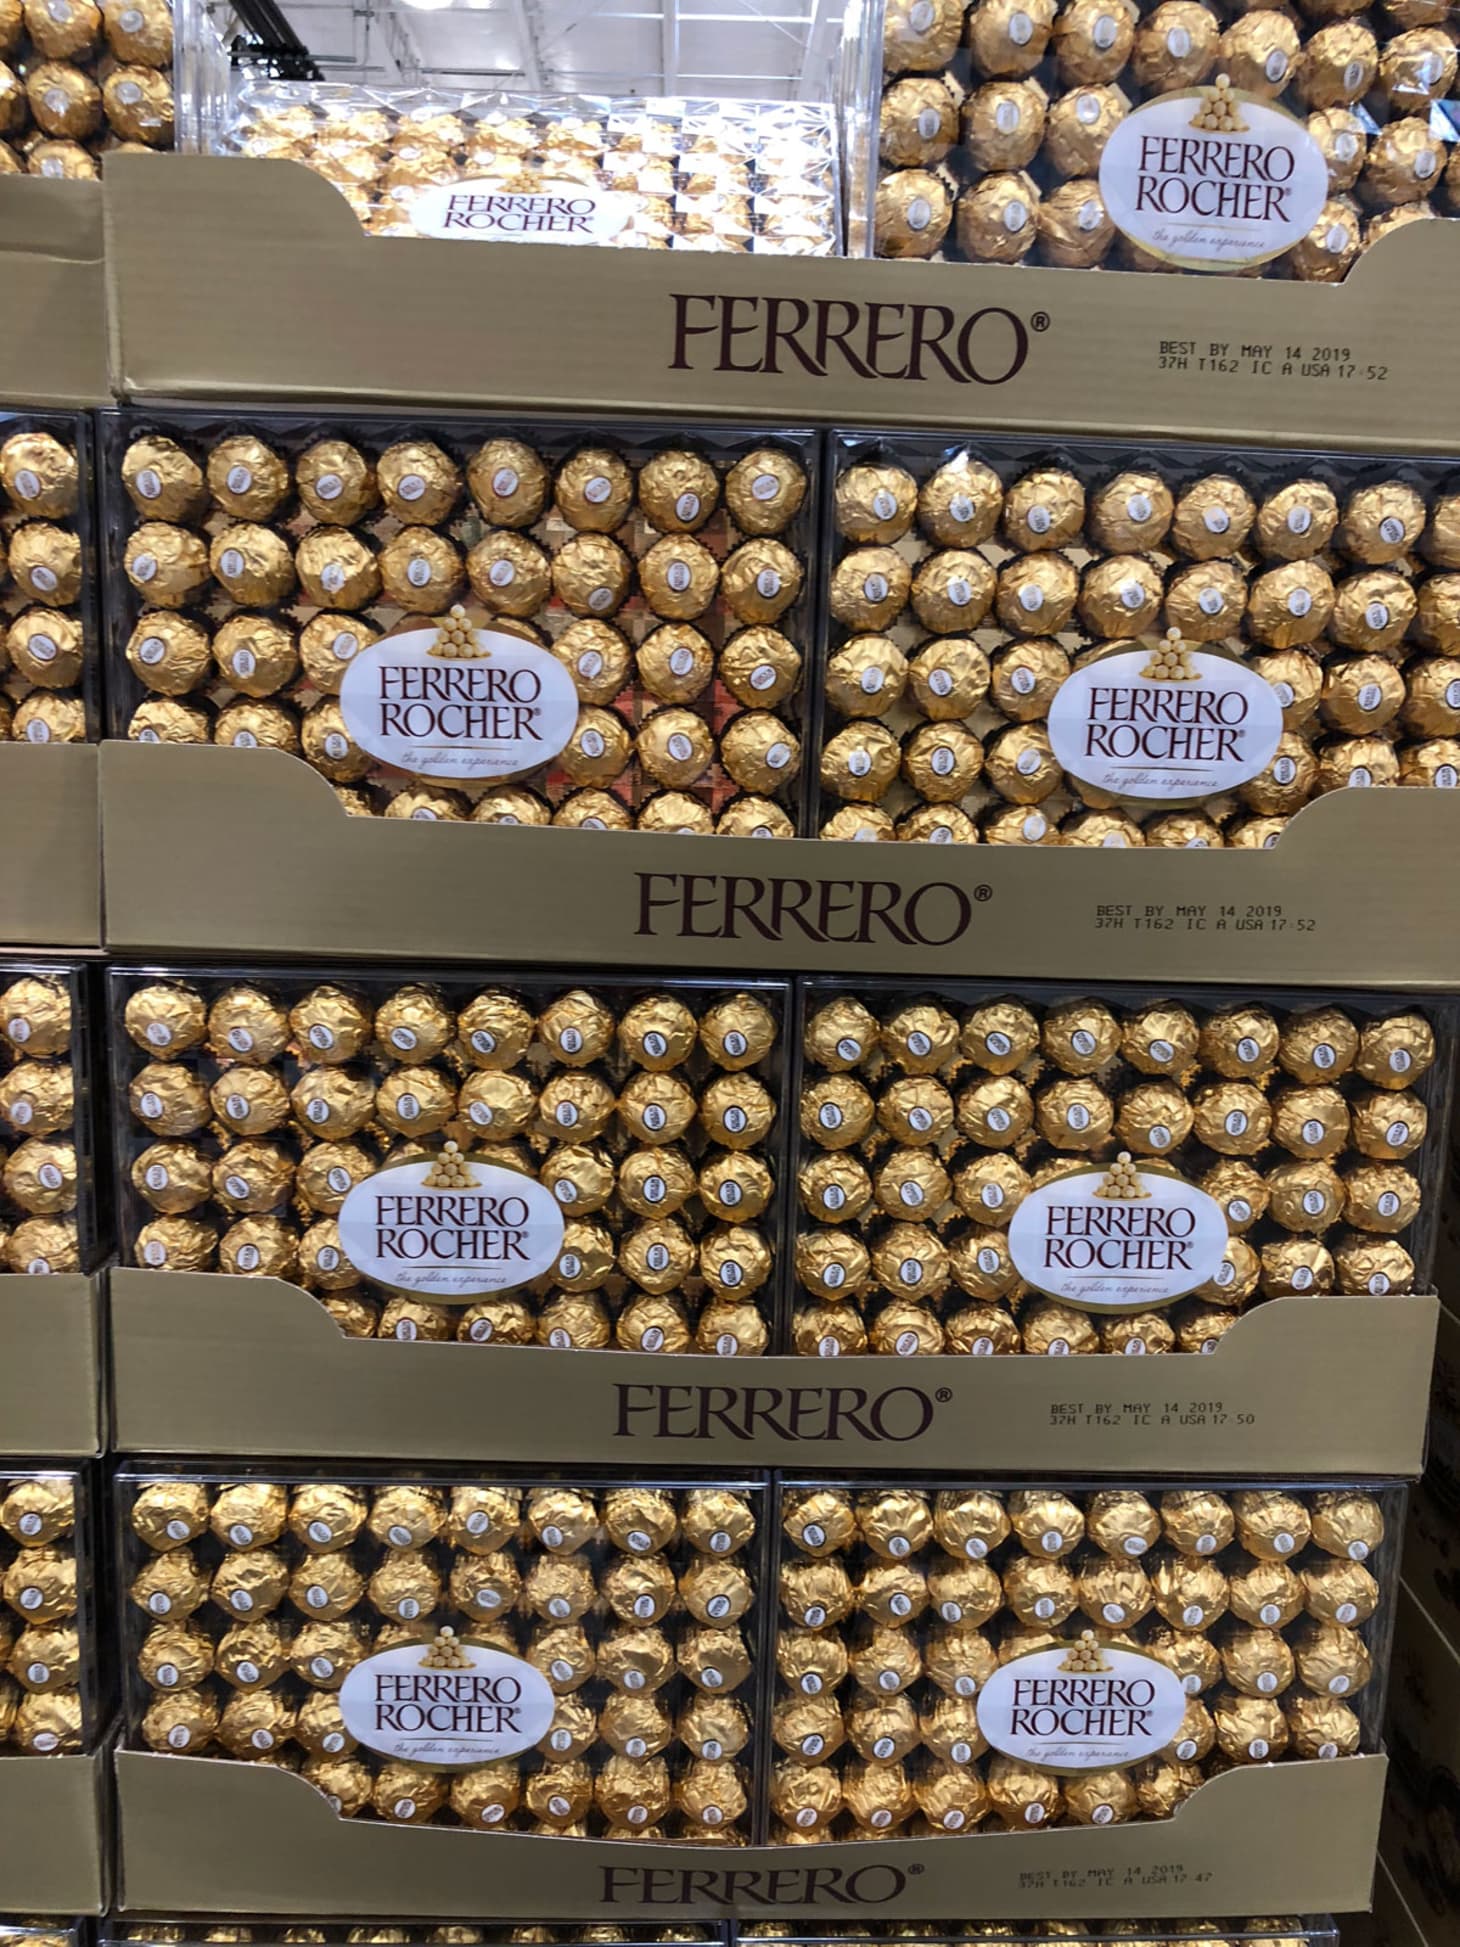 FERRERO
ROCHER®
FERRERO
ROCHER®
the golden experience
FERRERO®
BEST BY MAY 14 2019
37H T162 IC A USA 17:52
FERRERO
ROCHER®
the golden experience
FERRERO
ROCHER®
the golden experience
FERRERO®
BEST BY MAY 14 2019
37H T162 IC A USA 17:52
FERRERO
ROCHER®
the golden experience
FERRERO
ROCHER®
the golden experience
FERRERO®
BEST BY MAY 14 2019
37H T162 IC A USA 17:50
FERRERO
ROCHER®
the golden experience
FERRERO
ROCHER®
the golden experience
FERRERO®
BEST BY MAY 14 2019
37H T162 IC A USA 17:47